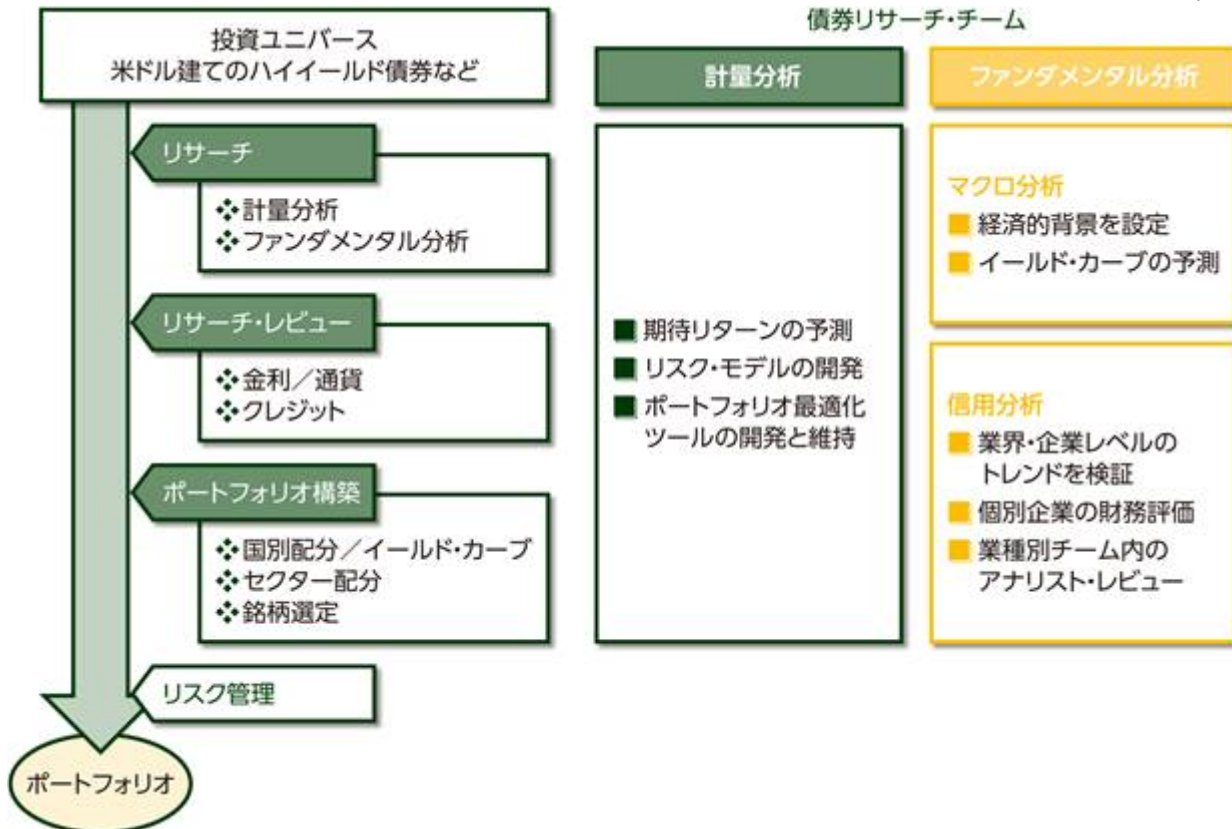 投資ユニバース
米ドル建てのハイイールド債券など
リサーチ
❖計量分析
❖ファンダメンタル分析
リサーチ・レビュー
❖金利／通貨
❖クレジット
ポートフォリオ構築
❖国別配分／イールド・カーブ
❖セクター配分
❖銘柄選定
リスク管理
ポートフォリオ
債券リサーチ・チーム
計量分析
■期待リターンの予測
■リスク・モデルの開発
■ポートフォリオ最適化
ツールの開発と維持
ファンダメンタル分析
マクロ分析
■経済的背景を設定
■イールド・カーブの予測
信用分析
■業界・企業レベルの
トレンドを検証
■個別企業の財務評価
■業種別チーム内の
アナリスト・レビュー